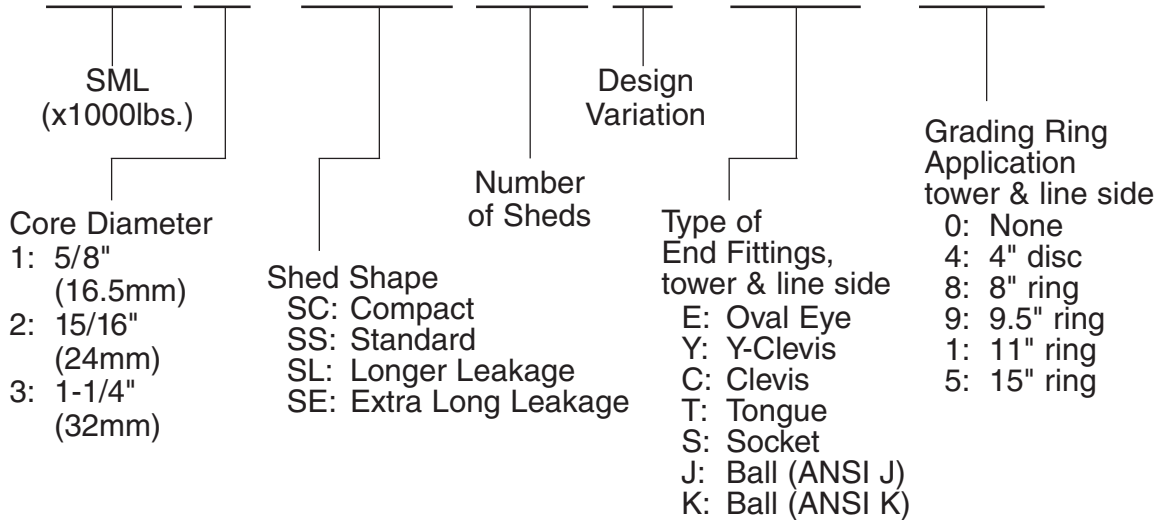 SML
(x1000lbs.)
Core Diameter
1: 5/8"
(16.5mm)
2: 15/16"
(24mm)
3: 1-1/4"
(32mm)
Shed Shape
SC: Compact
SS: Standard
SL: Longer Leakage
SE: Extra Long Leakage
Number
of Sheds
Design
Variation
Type of
End Fittings,
tower & line side
E: Oval Eye
Y: Y-Clevis
C: Clevis
T: Tongue
S: Socket
J: Ball (ANSI J)
K: Ball (ANSI K)
Grading Ring
Application
tower & line side
0: None
4: 4" disc
8: 8" ring
9: 9.5" ring
1: 11" ring
5: 15" ring